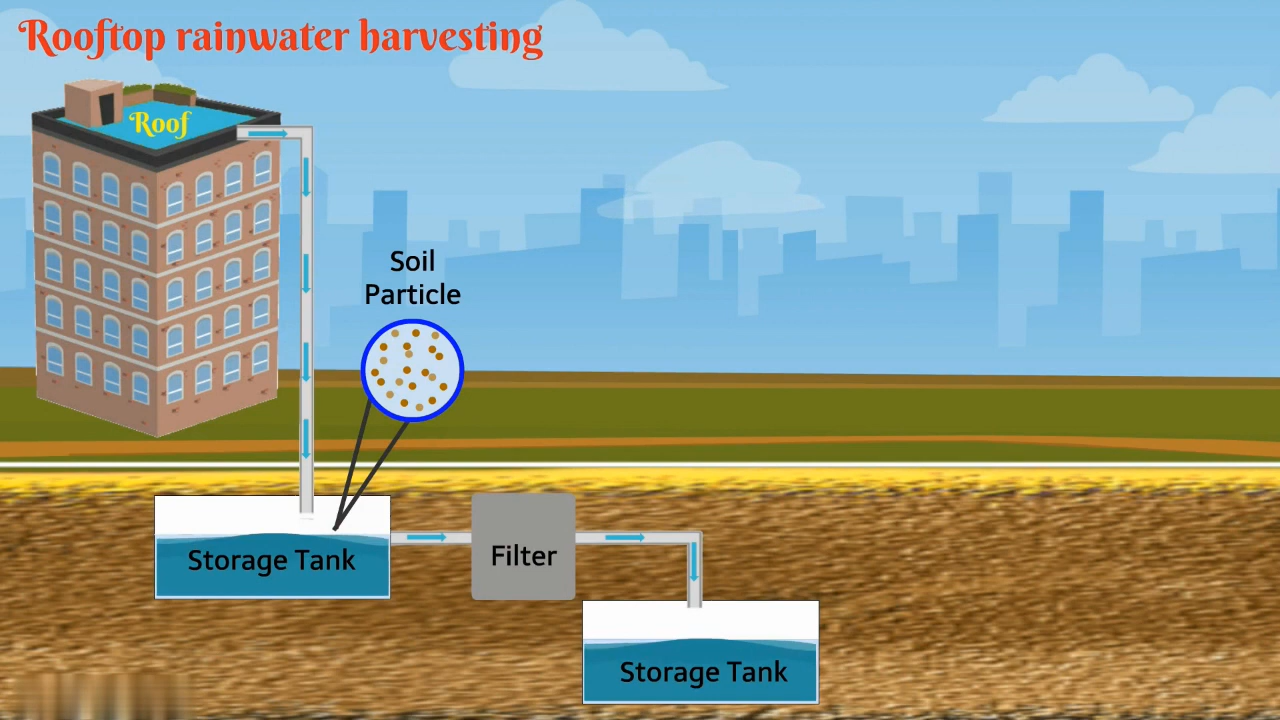 Rooftop rainwater harvesting
Roof
Soil
Particle
Storage Tank
Filter
Storage Tank